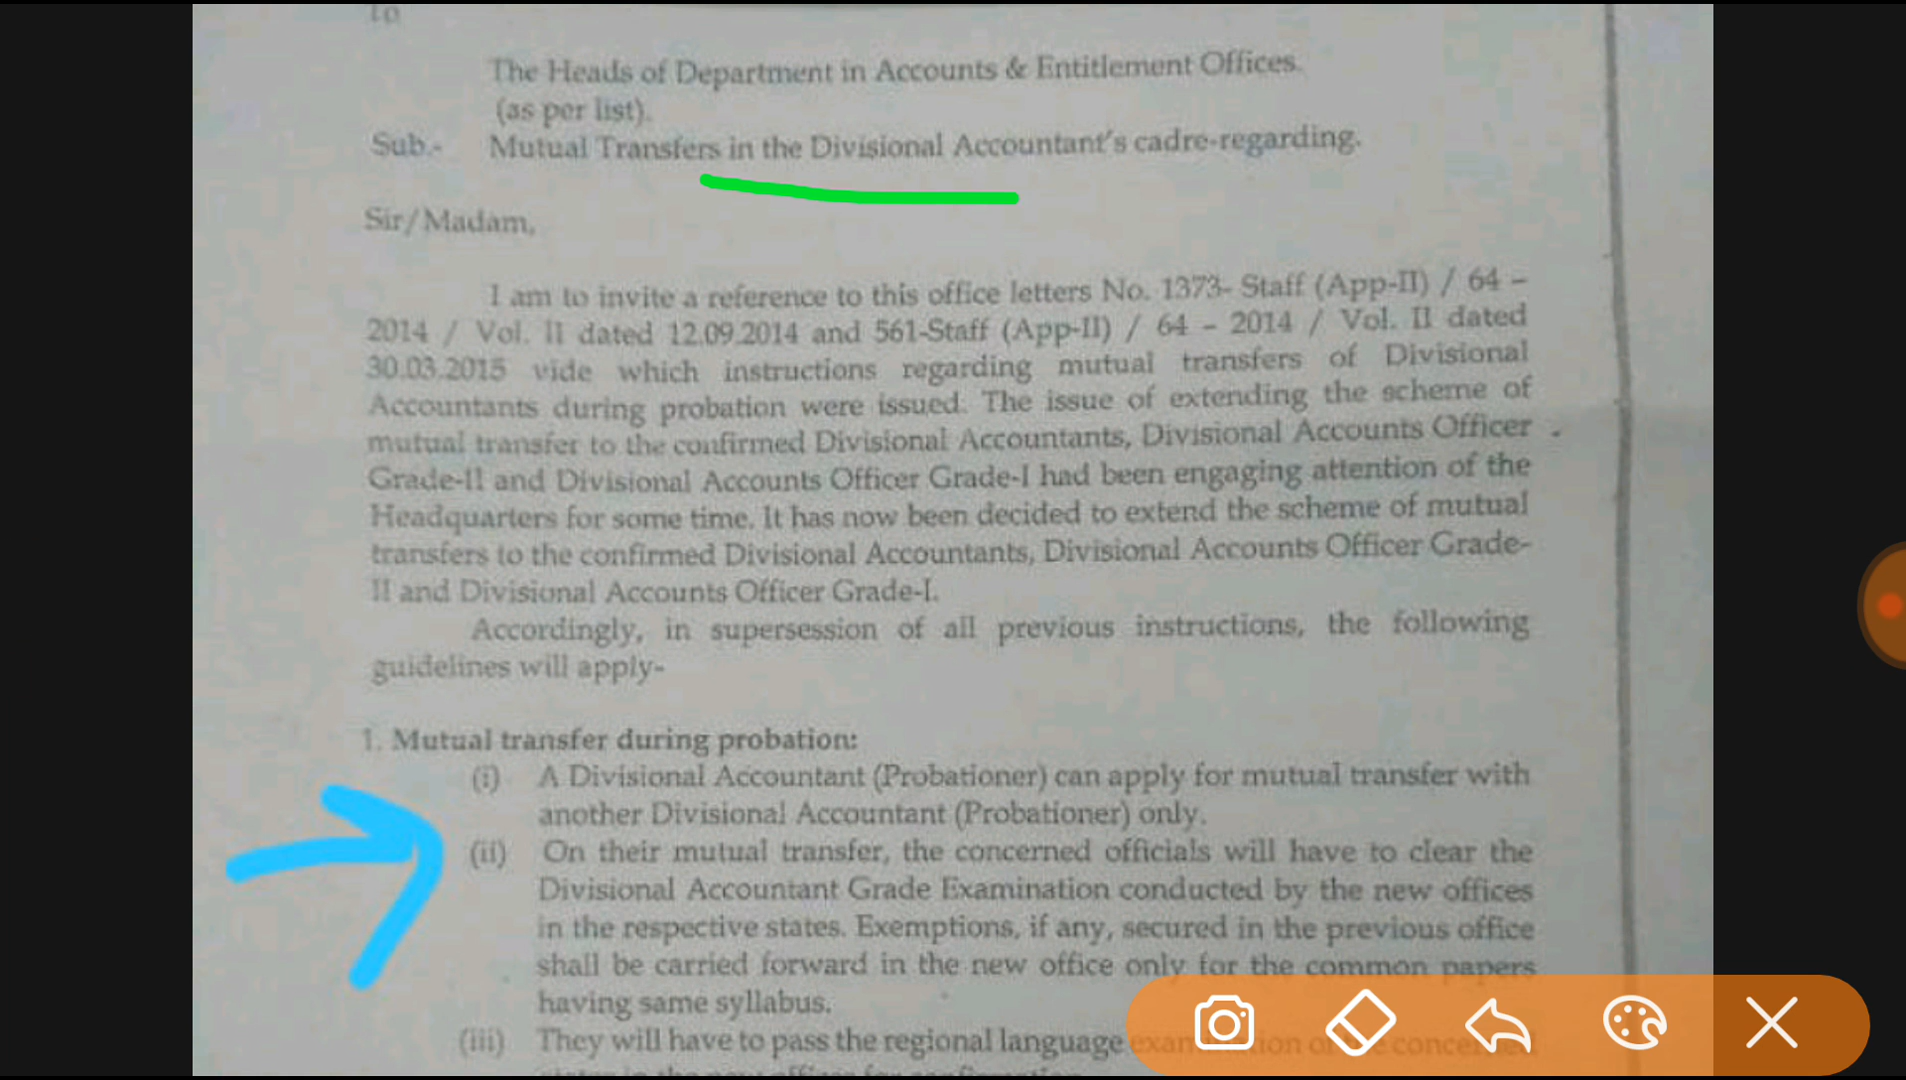 To
The Heads of Department in Accounts & Entitlement Offices.
(as per list).
Sub.- Mutual Transfers in the Divisional Accountant's cadre-regarding.
Sir/Madam,
I am to invite a reference to this office letters No. 1373- Staff (App-II) / 64 –
2014 / Vol. II dated 12.09.2014 and 561-Staff (App-II) / 64 – 2014 / Vol. II dated
30.03.2015 vide which instructions regarding mutual transfers of Divisional
Accountants during probation were issued. The issue of extending the scheme of
mutual transfer to the confirmed Divisional Accountants, Divisional Accounts Officer
Grade-II and Divisional Accounts Officer Grade-I had been engaging attention of the
Headquarters for some time. It has now been decided to extend the scheme of mutual
transfers to the confirmed Divisional Accountants, Divisional Accounts Officer Grade-
II and Divisional Accounts Officer Grade-I.
Accordingly, in supersession of all previous instructions, the following
guidelines will apply-
1. Mutual transfer during probation:
(i) A Divisional Accountant (Probationer) can apply for mutual transfer with
another Divisional Accountant (Probationer) only.
(ii) On their mutual transfer, the concerned officials will have to clear the
Divisional Accountant Grade Examination conducted by the new offices
in the respective states. Exemptions, if any, secured in the previous office
shall be carried forward in the new office only for the common papers
having same syllabus.
(iii) They will have to pass the regional language